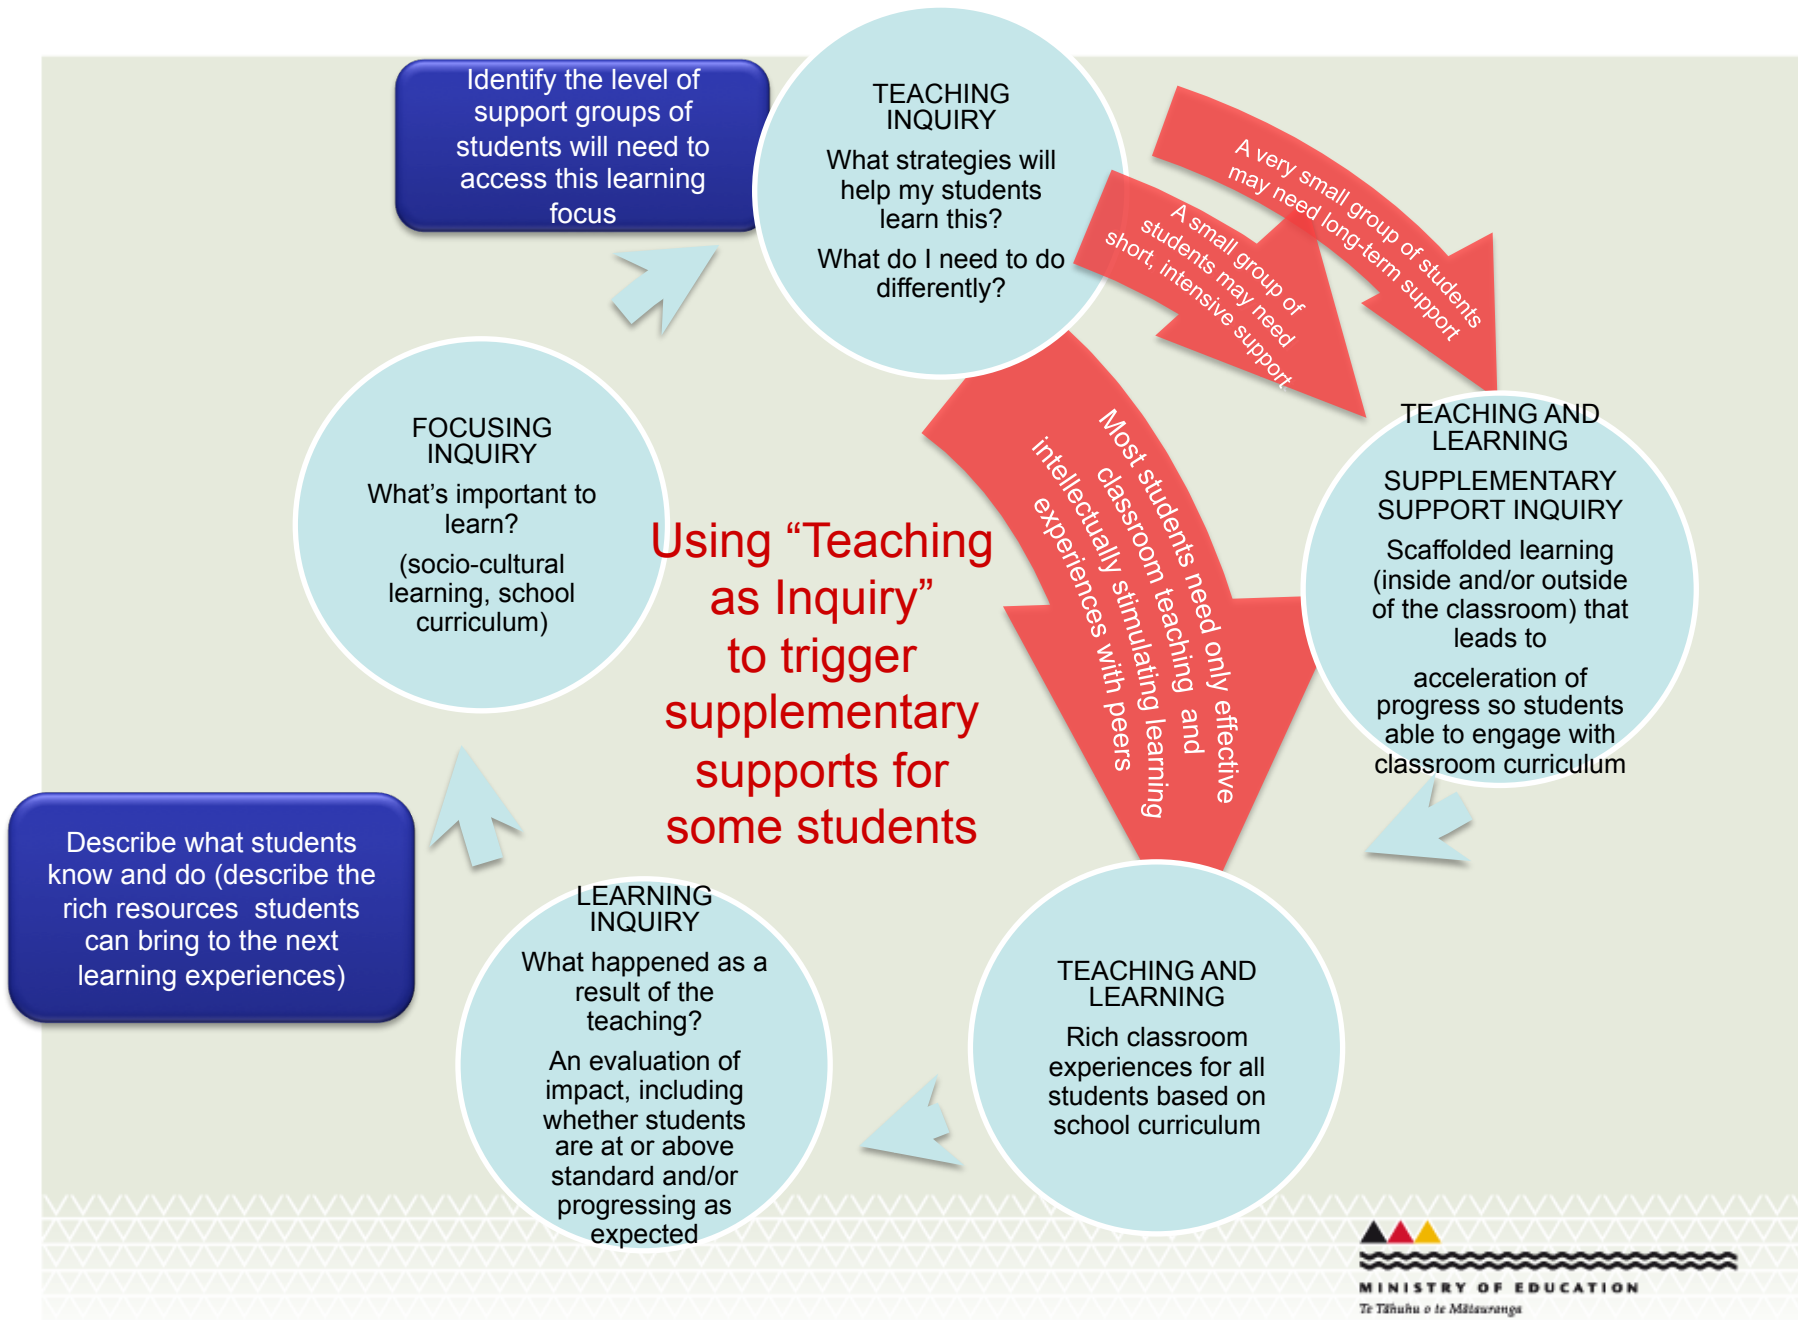 Identify the level of
support groups of
students will need to
access this learning
focus
TEACHING
INQUIRY
What strategies will
help my students
learn this?
What do I need to do
differently?
A very small group of students
may need long-term support
A small group of
students may need
short, intensive support
Most students need only effective
classroom teaching and
intellectually stimulating learning
experiences with peers
TEACHING AND
LEARNING
SUPPLEMENTARY
SUPPORT INQUIRY
Scaffolded learning
(inside and/or outside
of the classroom) that
leads to
acceleration of
progress so students
able to engage with
classroom curriculum
FOCUSING
INQUIRY
What’s important to
learn?
(socio-cultural
learning, school
curriculum)
Using “Teaching
as Inquiry”
to trigger
supplementary
supports for
some students
Describe what students
know and do (describe the
rich resources students
can bring to the next
learning experiences)
LEARNING
INQUIRY
What happened as a
result of the
teaching?
An evaluation of
impact, including
whether students
are at or above
standard and/or
progressing as
expected
TEACHING AND
LEARNING
Rich classroom
experiences for all
students based on
school curriculum
MINISTRY OF EDUCATION
Te Tāhuhu o te Mātauranga